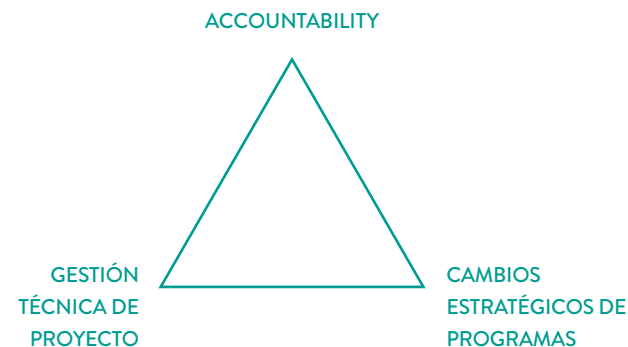 ACCOUNTABILITY
GESTIÓN
TÉCNICA DE
PROYECTO
CAMBIOS
ESTRATÉGICOS DE
PROGRAMAS